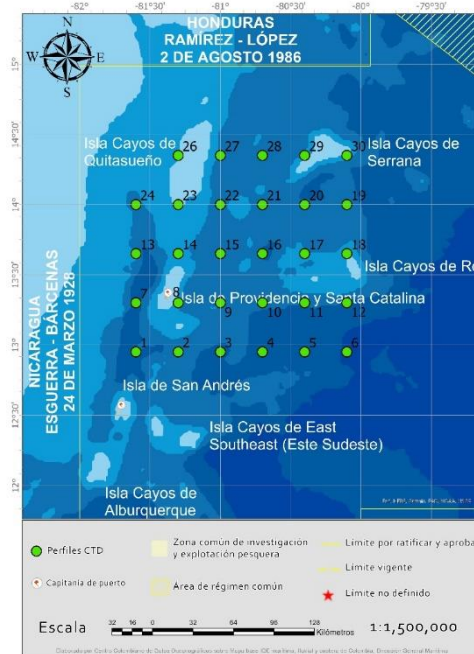 -82° -81°30' -81° -80°30' -80° -79°30'
HONDURAS
RAMÍREZ - LÓPEZ
2 DE AGOSTO 1986
N
W E
S
15°
14°30'
14°
13°30'
13°
12°30'
12°
Isla Cayos de
Quitasueño
26 27 28 29 30
Isla Cayos de
Serrana
24 23 22 21 20 19
13 14 15 16 17 18
Isla Cayos de Ro
7 8
Isla de Providencia y Santa Catalina
9 10 11 12
1 2 3 4 5 6
NICARAGUA
ESGUERRA - BÁRCENAS
24 DE MARZO 1928
Isla de San Andrés
Isla Cayos de East
Southeast (Este Sudeste)
Isla Cayos de
Alburquerque
Perfiles CTD
Capitanía de puerto
Zona común de investigación
y explotación pesquera
Área de régimen común
Límite por ratificar y aproba
Límite vigente
Límite no definido
Escala
32 16 0 32 64 96 128
Kilómetros
1:1,500,000